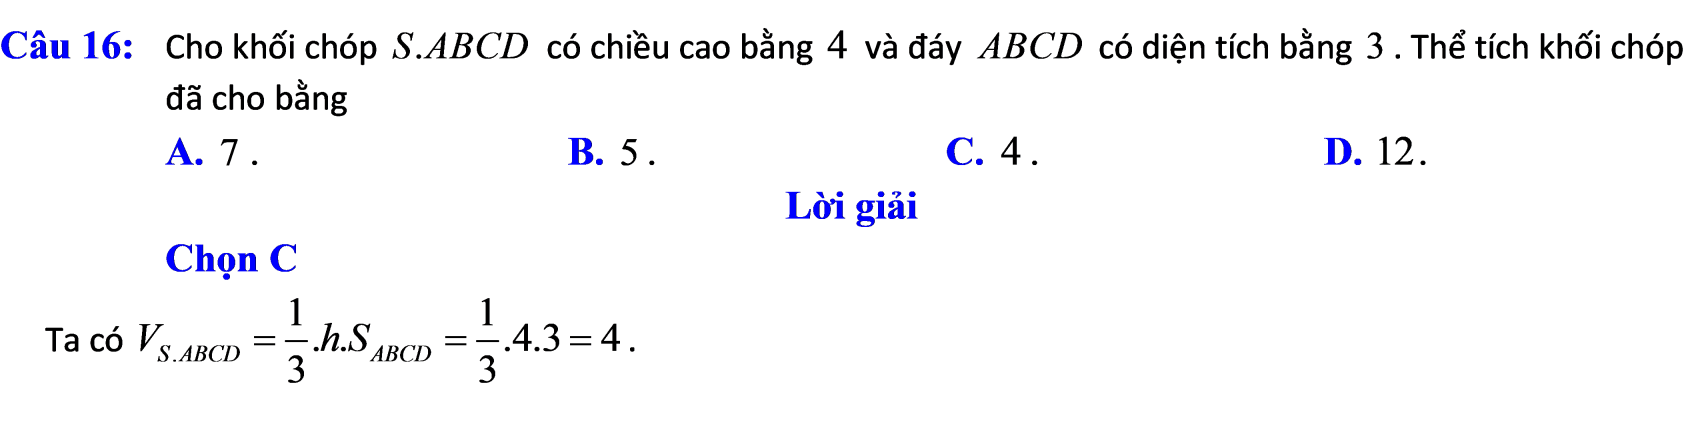 Câu 16: Cho khối chóp S.ABCD có chiều cao bằng 4 và đáy ABCD có diện tích bằng 3 . Thể tích khối chóp
đã cho bằng
A. 7 . B. 5 . C. 4 . D. 12 .
Lời giải
Chọn C
Ta có $V_{S.ABCD} = \frac{1}{3}.h.S_{ABCD} = \frac{1}{3}.4.3 = 4$ .